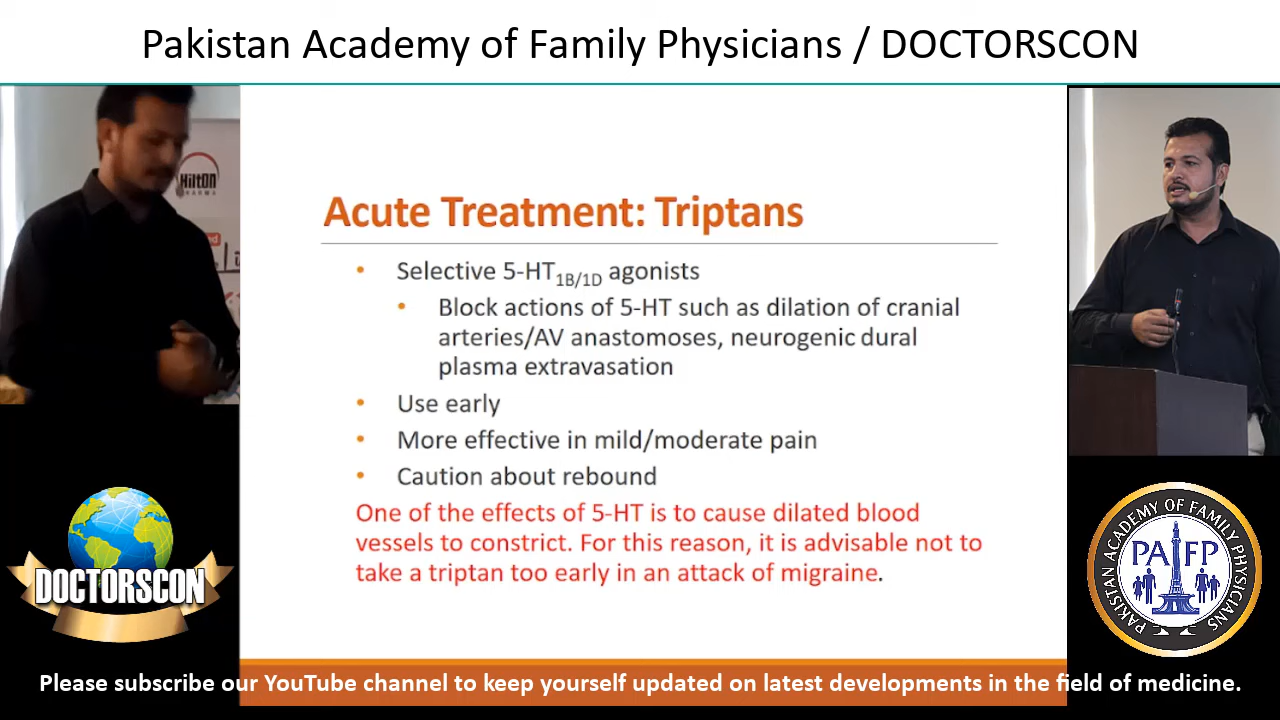 Pakistan Academy of Family Physicians / DOCTORSCON
Hilton
PHARMA
Acute Treatment: Triptans
• Selective 5-HT1B/1D agonists
• Block actions of 5-HT such as dilation of cranial
arteries/AV anastomoses, neurogenic dural
plasma extravasation
• Use early
• More effective in mild/moderate pain
• Caution about rebound
One of the effects of 5-HT is to cause dilated blood
vessels to constrict. For this reason, it is advisable not to
take a triptan too early in an attack of migraine.
DOCTORSCON
PAKISTAN ACADEMY OF FAMILY PHYSICIANS
PAFP
Please subscribe our YouTube channel to keep yourself updated on latest developments in the field of medicine.